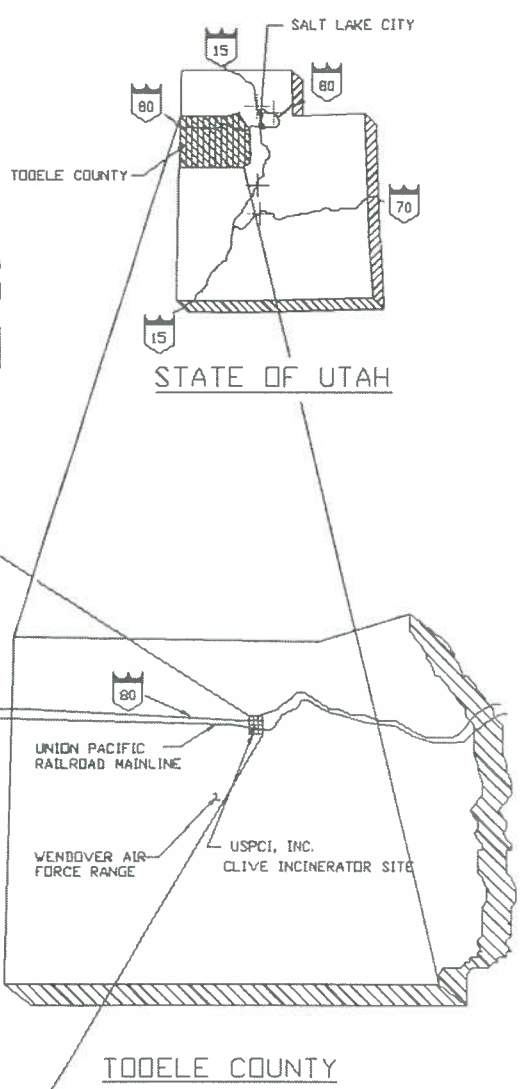 SALT LAKE CITY
15
80
80
TOOELE COUNTY
70
15
STATE OF UTAH
80
UNION PACIFIC
RAILROAD MAINLINE
WENDOVER AIR
FORCE RANGE
USPCI, INC.
CLIVE INCINERATOR SITE
TOOELE COUNTY